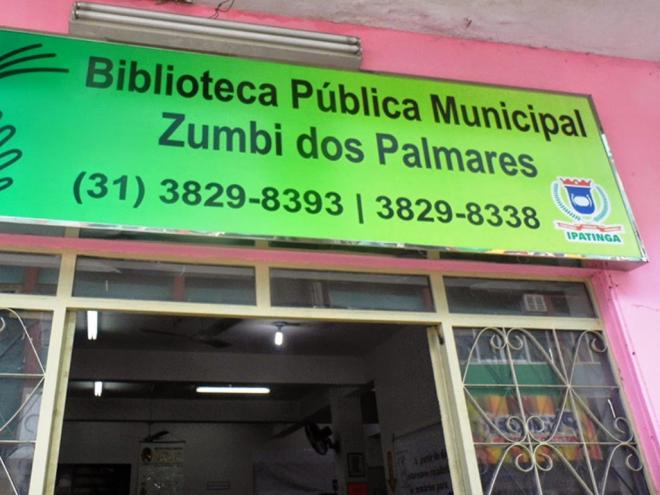 Biblioteca Pública Municipal
Zumbi dos Palmares
(31) 3829-8393 | 3829-8338
IPATINGA